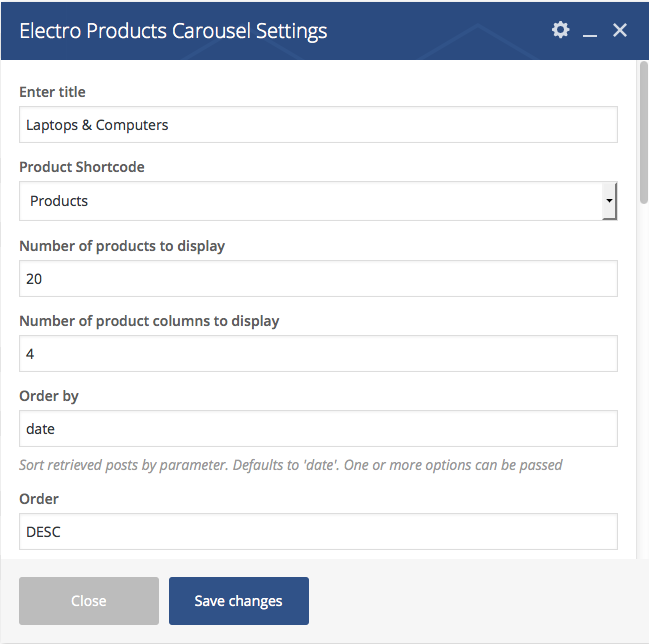 Electro Products Carousel Settings
Enter title
Laptops & Computers
Product Shortcode
Products
Number of products to display
20
Number of product columns to display
4
Order by
date
Sort retrieved posts by parameter. Defaults to 'date'. One or more options can be passed
Order
DESC
Close
Save changes